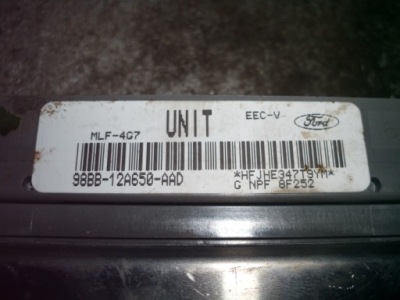 UNIT
EEC-V
Ford
MLF-4G7
98BB-12A650-AAD
*HFJHE347T9YM*
G NPF 8F252